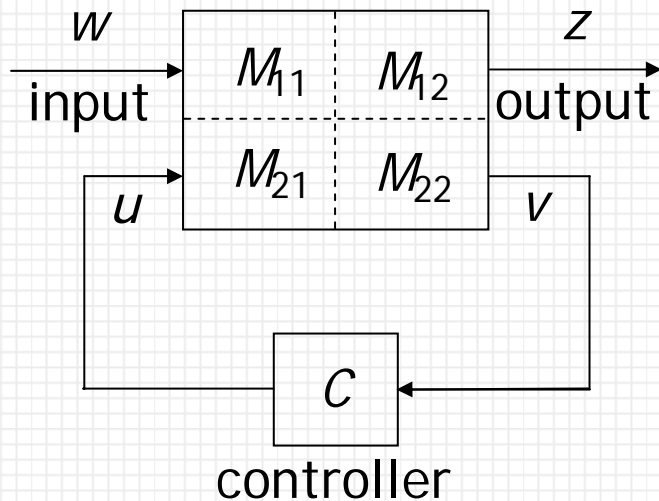 w z
M11 M12
input output
M21 M22
u v
C
controller